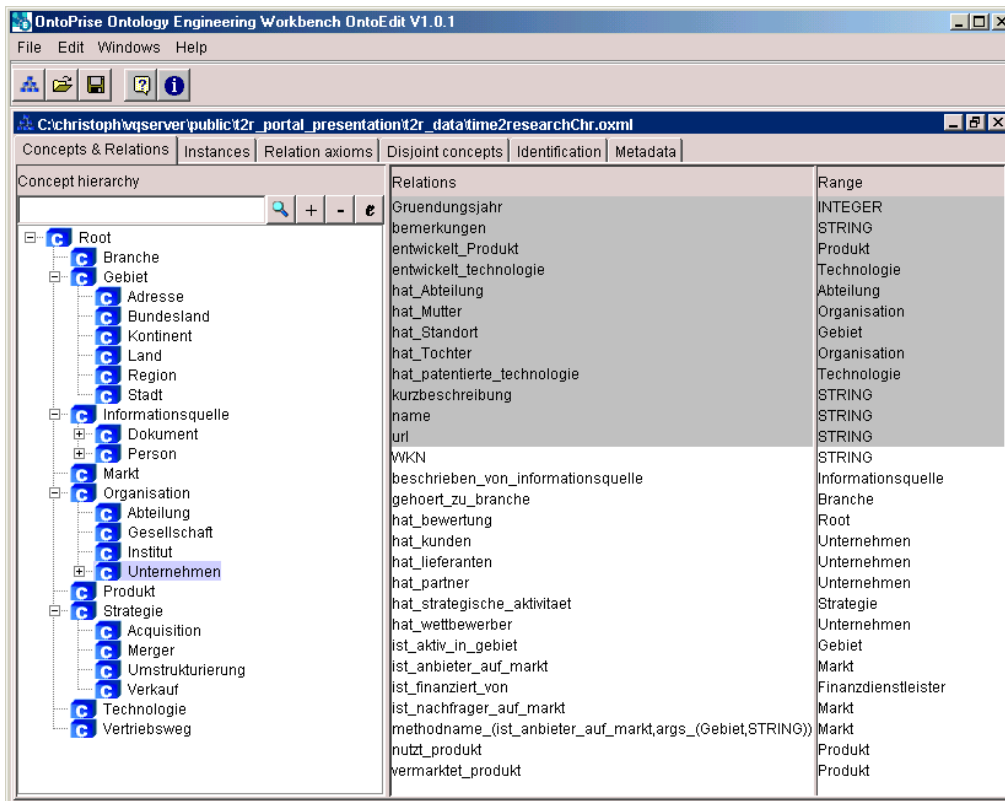 OntoPrise Ontology Engineering Workbench OntoEdit V1.0.1
File Edit Windows Help
C:\christoph\vqserver\public\t2r_portal_presentation\t2r_data\time2researchChr.oxml
Concepts & Relations Instances Relation axioms Disjoint concepts Identification Metadata
Concept hierarchy
+ - e
Root
Branche
Gebiet
Adresse
Bundesland
Kontinent
Land
Region
Stadt
Informationsquelle
Dokument
Person
Markt
Organisation
Abteilung
Gesellschaft
Institut
Unternehmen
Produkt
Strategie
Acquisition
Merger
Umstrukturierung
Verkauf
Technologie
Vertriebsweg
Relations Range
Gruendungsjahr INTEGER
bemerkungen STRING
entwickelt_Produkt Produkt
entwickelt_technologie Technologie
hat_Abteilung Abteilung
hat_Mutter Organisation
hat_Standort Gebiet
hat_Tochter Organisation
hat_patentierte_technologie Technologie
kurzbeschreibung STRING
name STRING
url STRING
WKN STRING
beschrieben_von_informationsquelle Informationsquelle
gehoert_zu_branche Branche
hat_bewertung Root
hat_kunden Unternehmen
hat_lieferanten Unternehmen
hat_partner Unternehmen
hat_strategische_aktivitaet Strategie
hat_wettbewerber Unternehmen
ist_aktiv_in_gebiet Gebiet
ist_anbieter_auf_markt Markt
ist_finanziert_von Finanzdienstleister
ist_nachfrager_auf_markt Markt
methodname_(ist_anbieter_auf_markt,args_(Gebiet,STRING)) Markt
nutzt_produkt Produkt
vermarktet_produkt Produkt